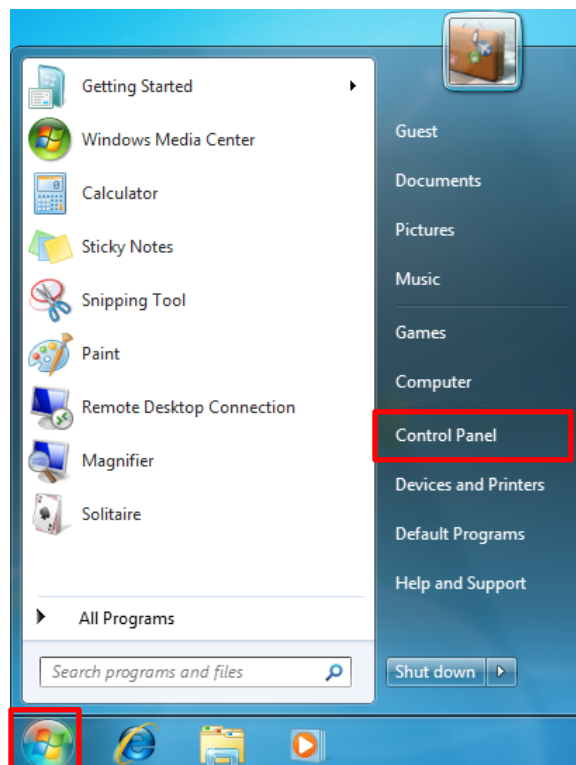 Getting Started
Windows Media Center
Calculator
Sticky Notes
Snipping Tool
Paint
Remote Desktop Connection
Magnifier
Solitaire
All Programs
Search programs and files
Guest
Documents
Pictures
Music
Games
Computer
Control Panel
Devices and Printers
Default Programs
Help and Support
Shut down